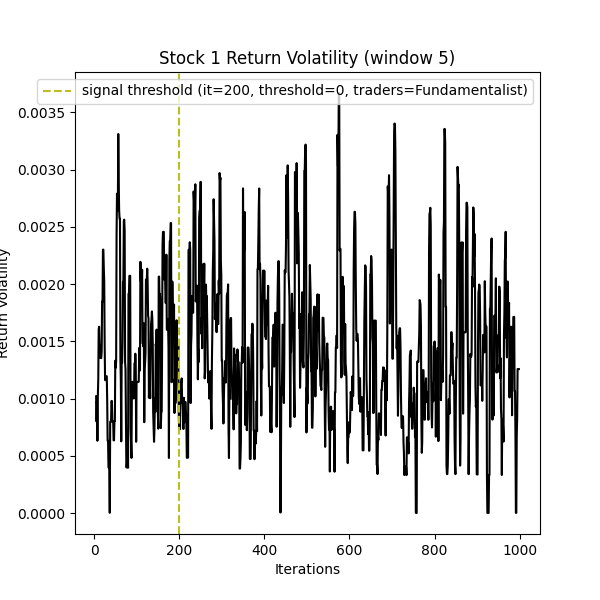 Stock 1 Return Volatility (window 5)
signal threshold (it=200, threshold=0, traders=Fundamentalist)
Return Volatility
0.0035
0.0030
0.0025
0.0020
0.0015
0.0010
0.0005
0.0000
0 200 400 600 800 1000
Iterations